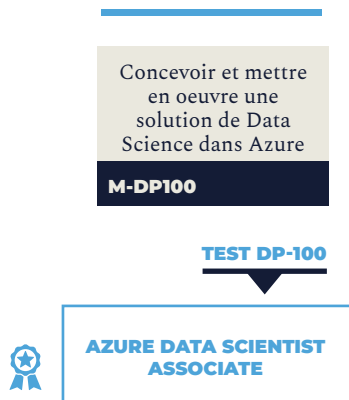 Concevoir et mettre
en oeuvre une
solution de Data
Science dans Azure
M-DP100
TEST DP-100
AZURE DATA SCIENTIST
ASSOCIATE